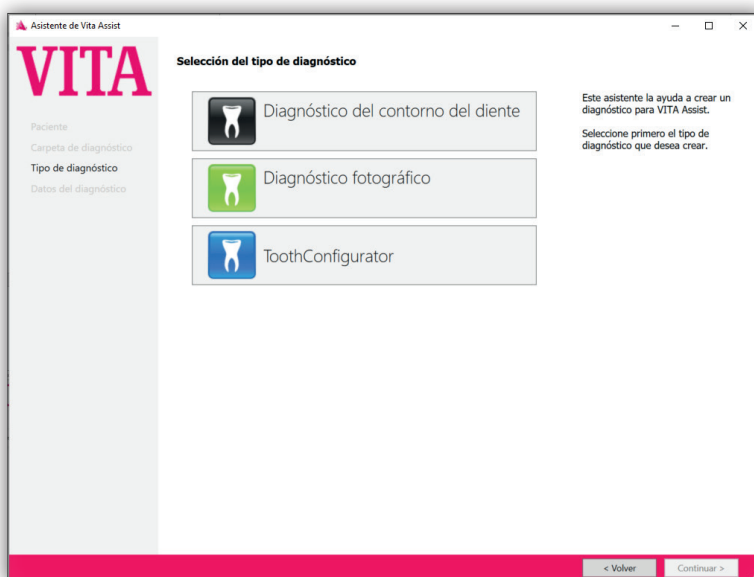 Asistente de Vita Assist
VITA
Paciente
Carpeta de diagnóstico
Tipo de diagnóstico
Datos del diagnóstico
Selección del tipo de diagnóstico
Diagnóstico del contorno del diente
Diagnóstico fotográfico
ToothConfigurator
Este asistente la ayuda a crear un
diagnóstico para VITA Assist.
Seleccione primero el tipo de
diagnóstico que desea crear.
< Volver
Continuar >